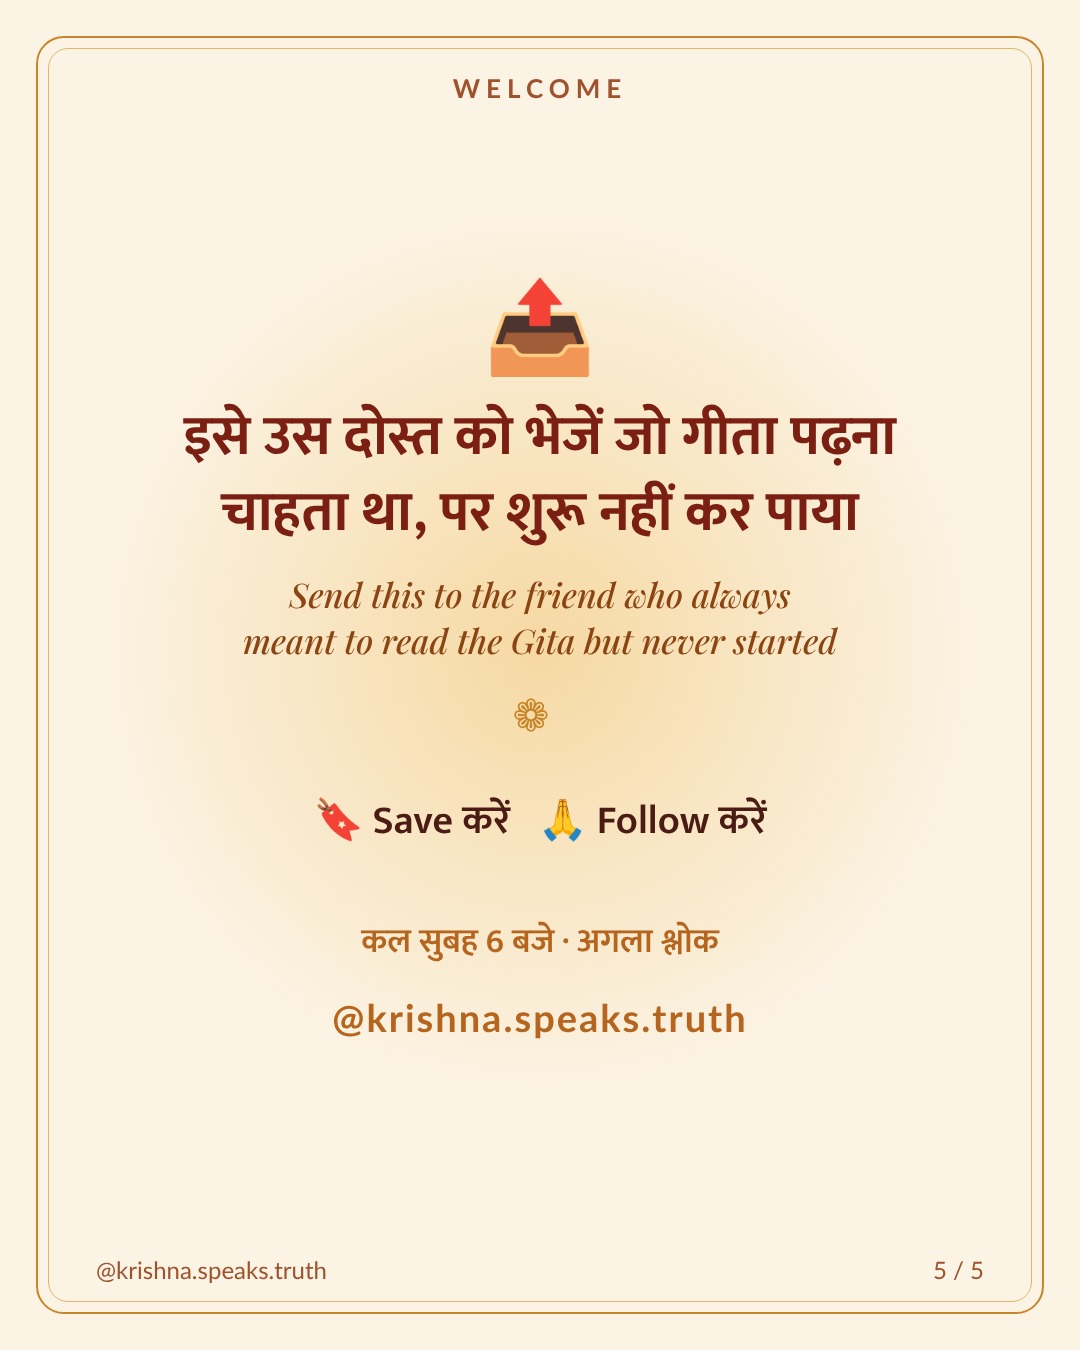 WELCOME
इसे उस दोस्त को भेजें जो गीता पढ़ना
चाहता था, पर शुरू नहीं कर पाया
Send this to the friend who always
meant to read the Gita but never started
Save करें Follow करें
कल सुबह 6 बजे · अगला श्लोक
@krishna.speaks.truth
@krishna.speaks.truth
5 / 5